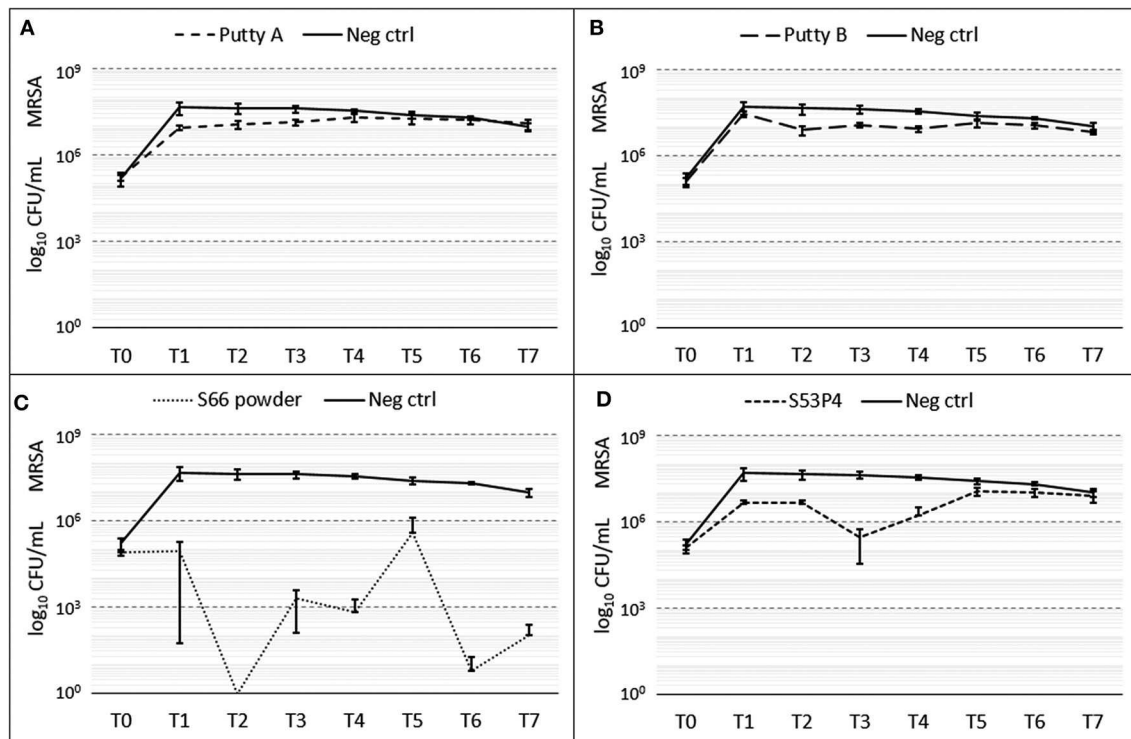 A
Putty A Neg ctrl
10⁹
10⁶
10³
10⁰
log₁₀ CFU/mL MRSA
T0 T1 T2 T3 T4 T5 T6 T7
B
Putty B Neg ctrl
10⁹
10⁶
10³
10⁰
log₁₀ CFU/mL MRSA
T0 T1 T2 T3 T4 T5 T6 T7
C
S66 powder Neg ctrl
10⁹
10⁶
10³
10⁰
log₁₀ CFU/mL MRSA
T0 T1 T2 T3 T4 T5 T6 T7
D
S53P4 Neg ctrl
10⁹
10⁶
10³
10⁰
log₁₀ CFU/mL MRSA
T0 T1 T2 T3 T4 T5 T6 T7